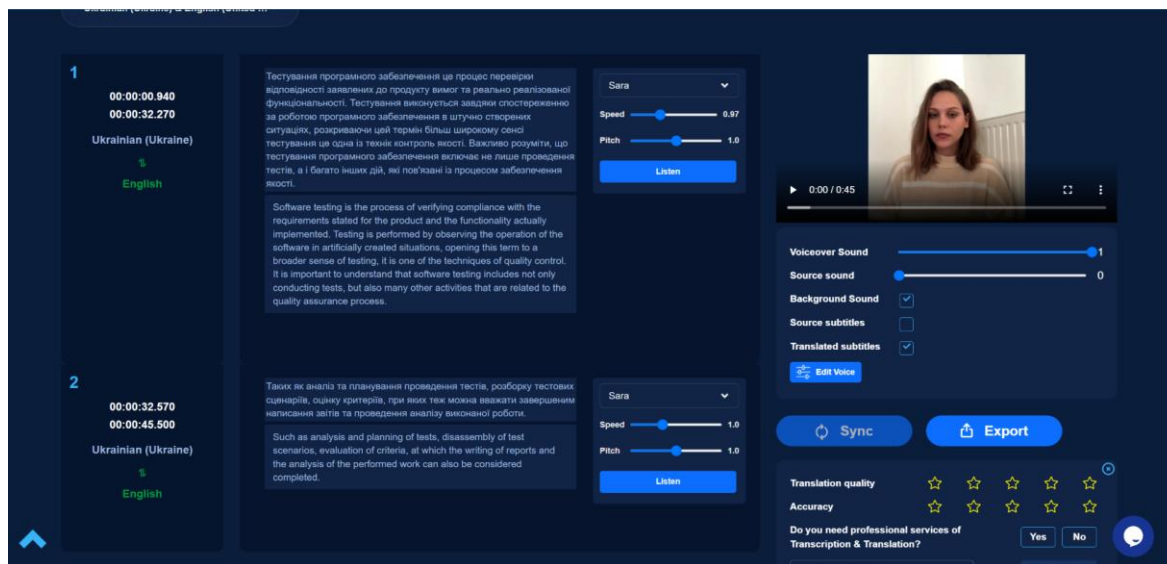 Ukrainian (Ukraine) & English (United ...
1
00:00:00.940
00:00:32.270
Ukrainian (Ukraine)
English
Тестування програмного забезпечення це процес перевірки
відповідності заявлених до продукту вимог та реально реалізованої
функціональності. Тестування виконується завдяки спостереженню
за роботою програмного забезпечення в штучно створених
ситуаціях, розкриваючи цей термін більш широкому сенсі
тестування це одна із технік контроль якості. Важливо розуміти, що
тестування програмного забезпечення включає не лише проведення
тестів, а і багато інших дій, які пов'язані із процесом забезпечення
якості.
Software testing is the process of verifying compliance with the
requirements stated for the product and the functionality actually
implemented. Testing is performed by observing the operation of the
software in artificially created situations, opening this term to a
broader sense of testing, it is one of the techniques of quality control.
It is important to understand that software testing includes not only
conducting tests, but also many other activities that are related to the
quality assurance process.
Sara
Speed 0.97
Pitch 1.0
Listen
2
00:00:32.570
00:00:45.500
Ukrainian (Ukraine)
English
Таких як аналіз та планування проведення тестів, розборку тестових
сценаріїв, оцінку критеріїв, при яких теж можна вважати завершеним
написання звітів та проведення аналізу виконаної роботи.
Such as analysis and planning of tests, disassembly of test
scenarios, evaluation of criteria, at which the writing of reports and
the analysis of the performed work can also be considered
completed.
Sara
Speed 1.0
Pitch 1.0
Listen
0:00 / 0:45
Voiceover Sound 1
Source sound 0
Background Sound
Source subtitles
Translated subtitles
Edit Voice
Sync
Export
Translation quality
Accuracy
Do you need professional services of
Transcription & Translation?
Yes
No